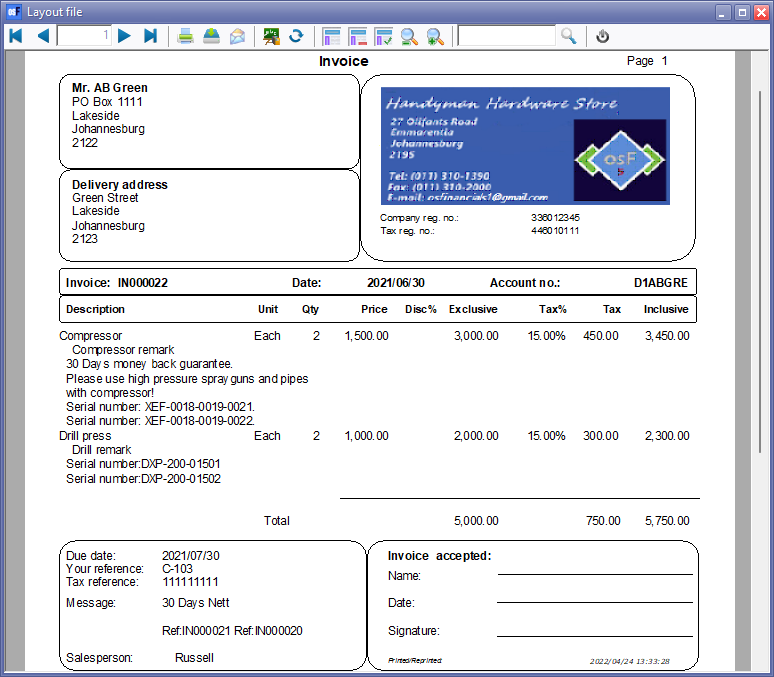 Layout file
1
Invoice
Page 1
Mr. AB Green
PO Box 1111
Lakeside
Johannesburg
2122
Handyman Hardware Store
27 Olifants Road
Emmarentia
Johannesburg
2195
Tel: (011) 310-1390
Fax: (011) 310-2000
E-mail: osfinancials1@gmail.com
osF
Company reg. no.: 336012345
Tax reg. no.: 446010111
Delivery address
Green Street
Lakeside
Johannesburg
2123
Invoice: IN000022 Date: 2021/06/30 Account no.: D1ABGRE
Description Unit Qty Price Disc% Exclusive Tax% Tax Inclusive
Compressor Each 2 1,500.00 3,000.00 15.00% 450.00 3,450.00
Compressor remark
30 Days money back guarantee.
Please use high pressure spray guns and pipes
with compressor!
Serial number: XEF-0018-0019-0021.
Serial number: XEF-0018-0019-0022.
Drill press Each 2 1,000.00 2,000.00 15.00% 300.00 2,300.00
Drill remark
Serial number:DXP-200-01501
Serial number:DXP-200-01502
Total 5,000.00 750.00 5,750.00
Due date: 2021/07/30
Your reference: C-103
Tax reference: 111111111
Message: 30 Days Nett
Ref:IN000021 Ref:IN000020
Salesperson: Russell
Invoice accepted:
Name:
Date:
Signature:
Printed/Reprinted: 2022/04/24 13:33:28